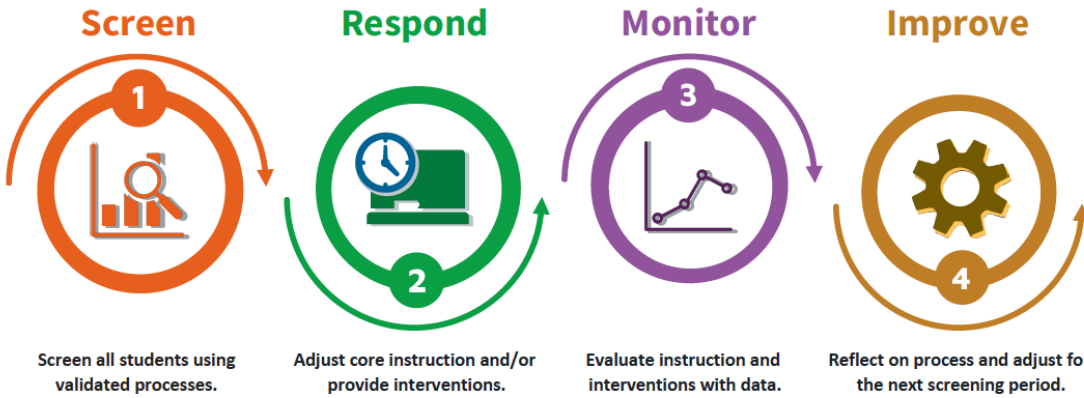 Screen
Respond
Monitor
Improve
1
2
3
4
Screen all students using
validated processes.
Adjust core instruction and/or
provide interventions.
Evaluate instruction and
interventions with data.
Reflect on process and adjust fo
the next screening period.